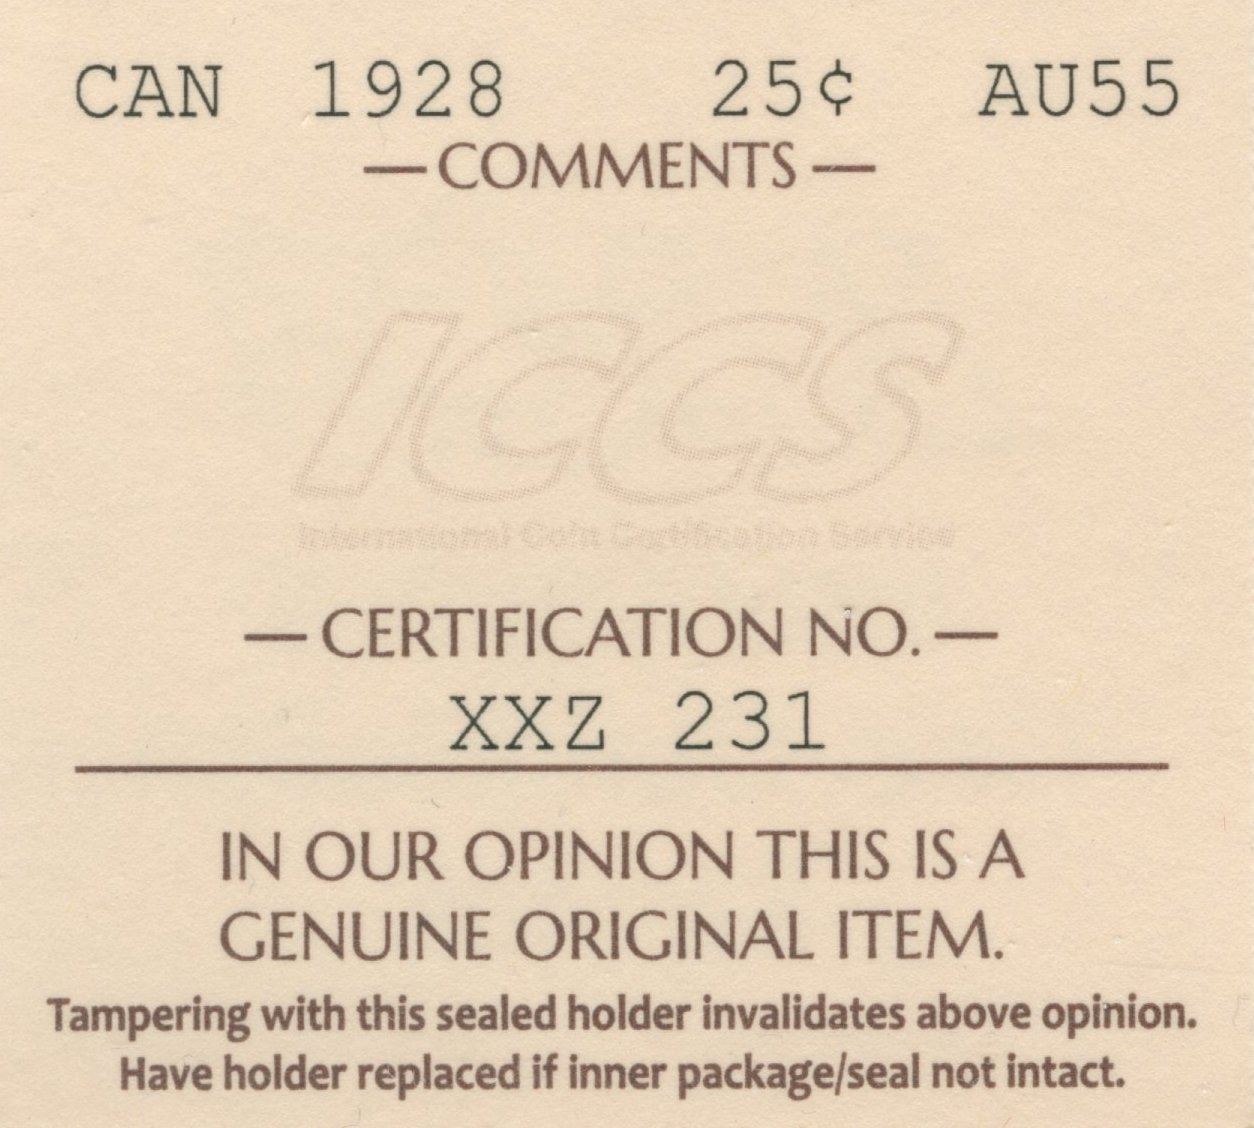 CAN 1928 25¢ AU55
— COMMENTS —
ICCS
International Coin Certification Service
— CERTIFICATION NO. —
XXZ 231
IN OUR OPINION THIS IS A
GENUINE ORIGINAL ITEM.
Tampering with this sealed holder invalidates above opinion.
Have holder replaced if inner package/seal not intact.